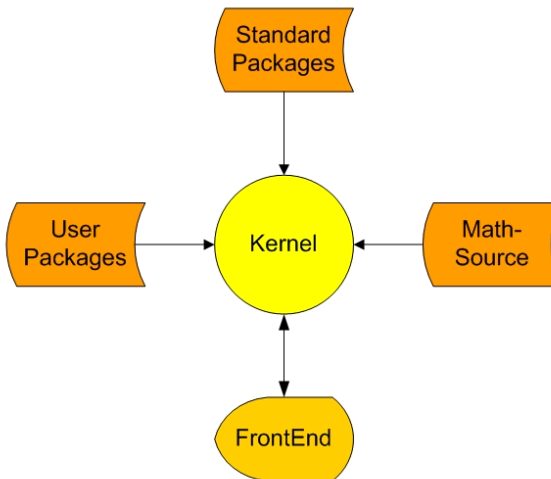 Standard
Packages
User
Packages
Kernel
Math-
Source
FrontEnd